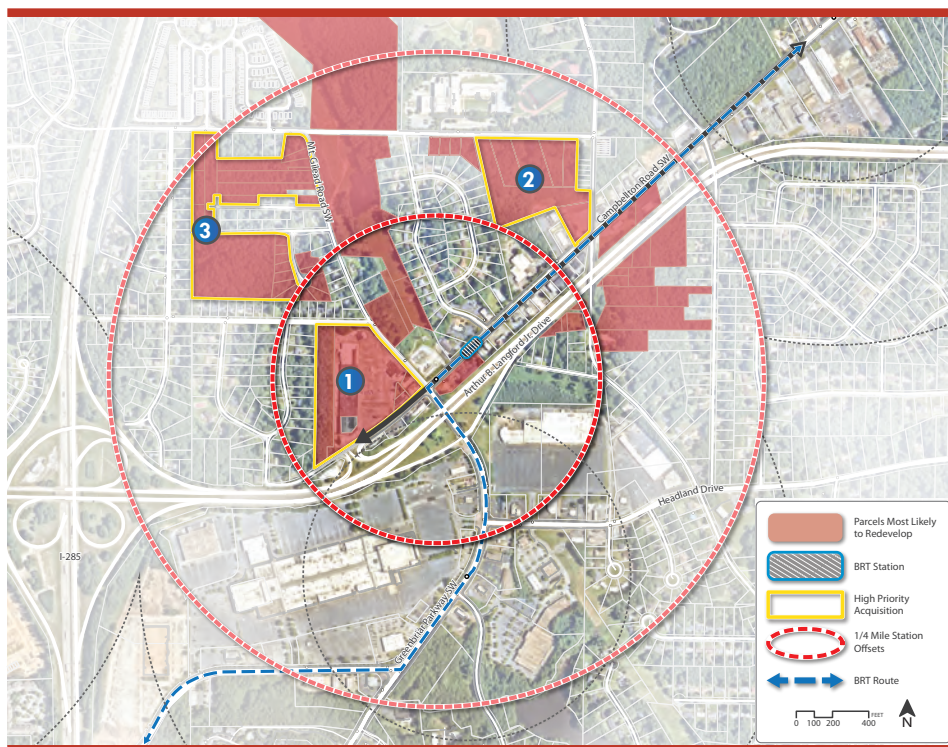 Mt. Gilead Road SW
2
Campbellton Road SW
3
1
Arthur B. Langford Jr. Drive
Headland Drive
I-285
Greenbriar Parkway SW
Parcels Most Likely
to Redevelop
BRT Station
High Priority
Acquisition
1/4 Mile Station
Offsets
BRT Route
0 100 200 400 FEET
N